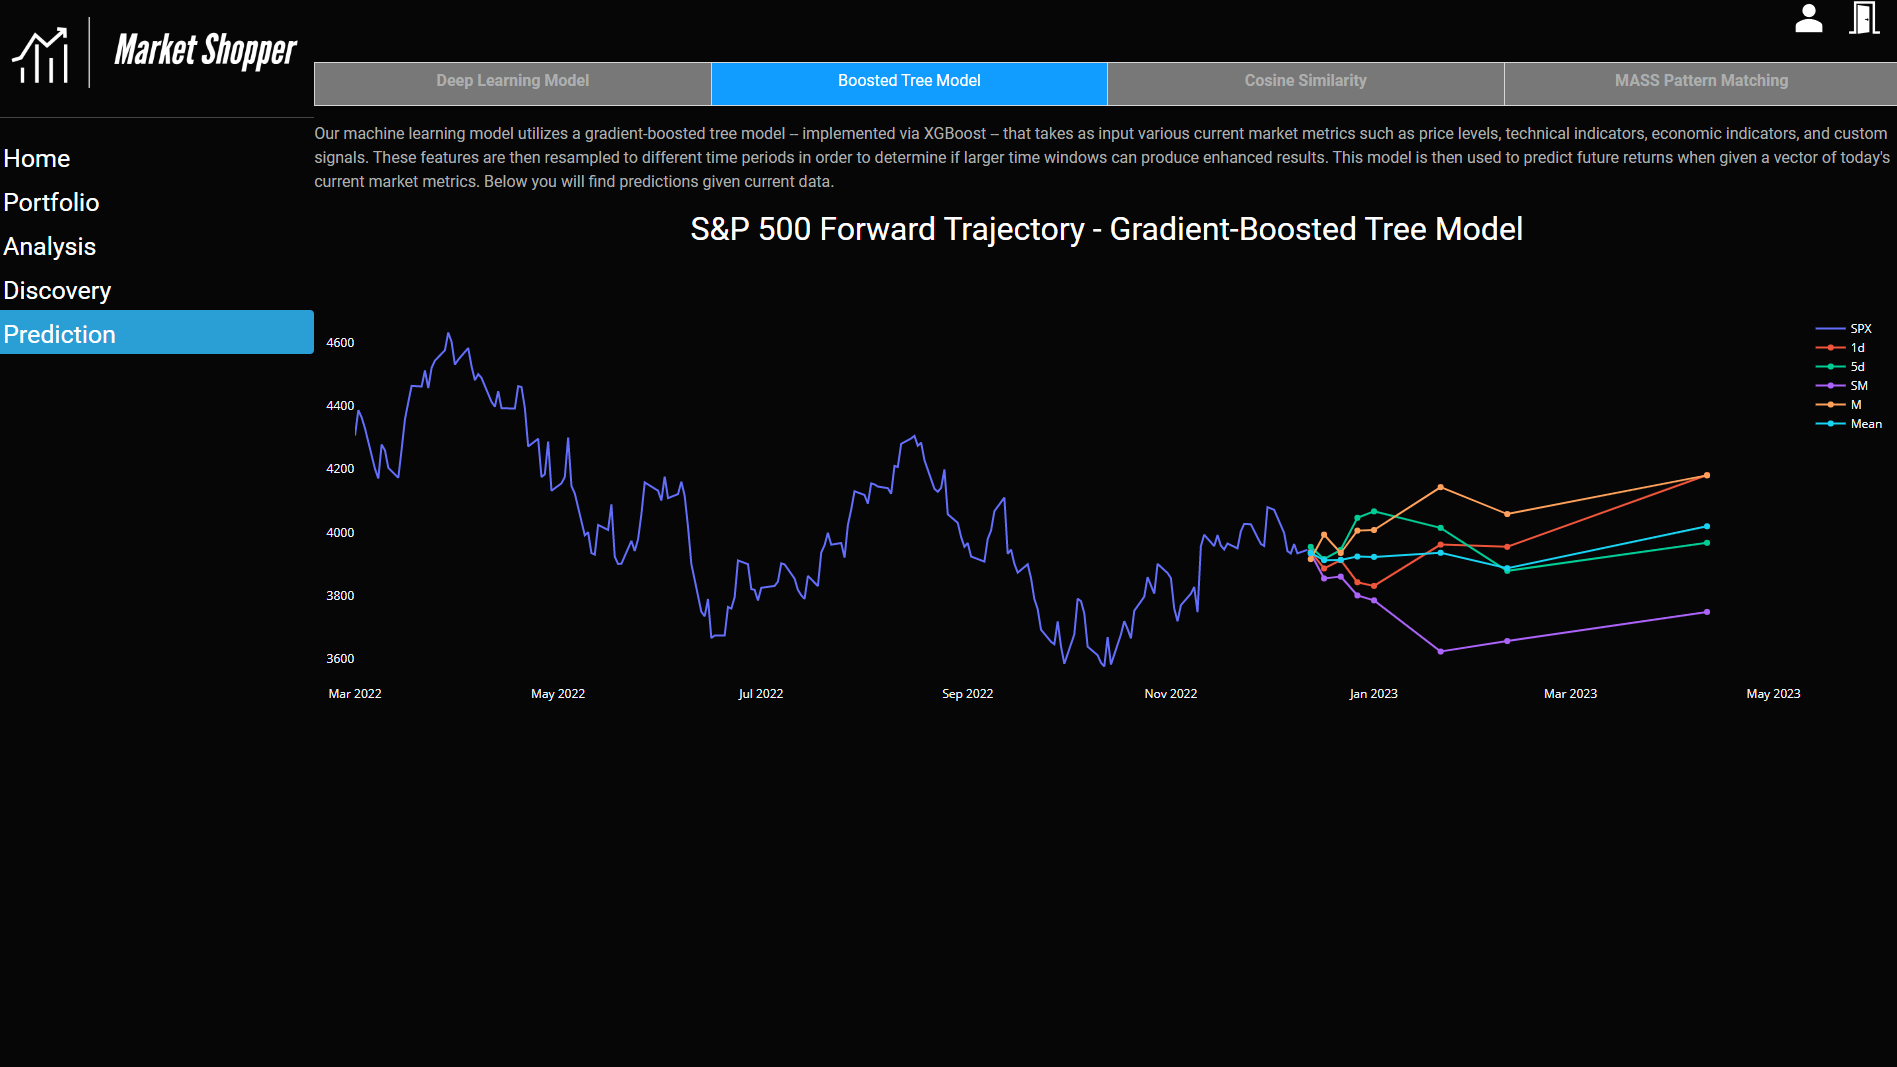 Market Shopper
Home
Portfolio
Analysis
Discovery
Prediction
Deep Learning Model
Boosted Tree Model
Cosine Similarity
MASS Pattern Matching
Our machine learning model utilizes a gradient-boosted tree model -- implemented via XGBoost -- that takes as input various current market metrics such as price levels, technical indicators, economic indicators, and custom
signals. These features are then resampled to different time periods in order to determine if larger time windows can produce enhanced results. This model is then used to predict future returns when given a vector of today's
current market metrics. Below you will find predictions given current data.
S&P 500 Forward Trajectory - Gradient-Boosted Tree Model
4600
4400
4200
4000
3800
3600
Mar 2022
May 2022
Jul 2022
Sep 2022
Nov 2022
Jan 2023
Mar 2023
May 2023
SPX
1d
5d
SM
M
Mean